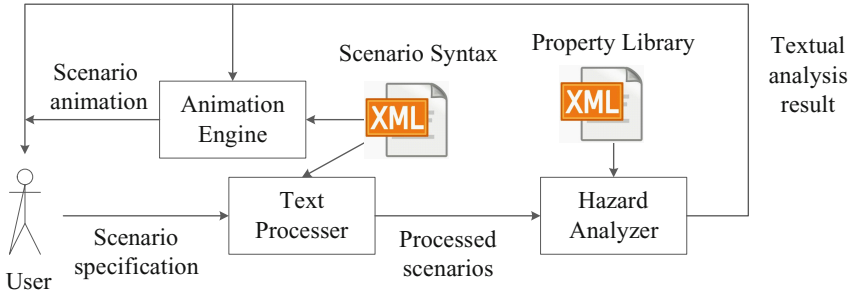 Scenario
animation
Animation
Engine
Scenario Syntax
XML
Property Library
XML
Textual
analysis
result
User
Scenario
specification
Text
Processer
Processed
scenarios
Hazard
Analyzer